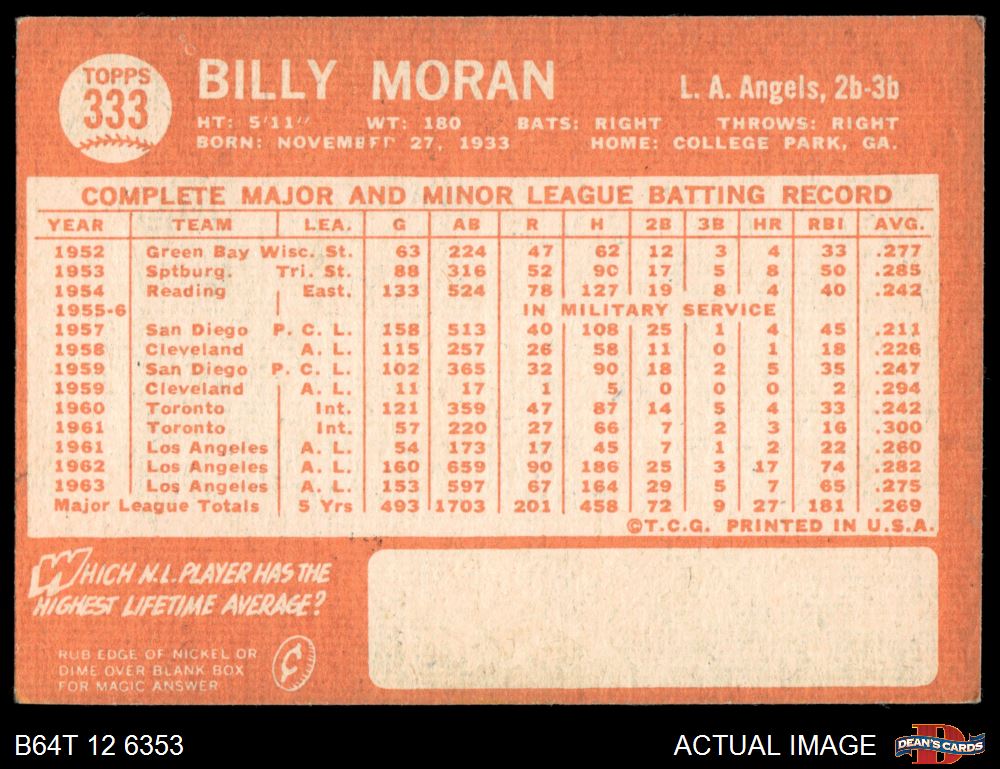 TOPPS
333
BILLY MORAN
L. A. Angels, 2b-3b
HT: 5'11" WT: 180 BATS: RIGHT THROWS: RIGHT
BORN: NOVEMBER 27, 1933 HOME: COLLEGE PARK, GA.
COMPLETE MAJOR AND MINOR LEAGUE BATTING RECORD
YEAR TEAM LEA. G AB R H 2B 3B HR RBI AVG.
1952 Green Bay Wisc. St. 63 224 47 62 12 3 4 33 .277
1953 Sptburg. Tri. St. 88 316 52 90 17 5 8 50 .285
1954 Reading East. 133 524 78 127 19 8 4 40 .242
1955-6 IN MILITARY SERVICE
1957 San Diego P. C. L. 158 513 40 108 25 1 4 45 .211
1958 Cleveland A. L. 115 257 26 58 11 0 1 18 .226
1959 San Diego P. C. L. 102 365 32 90 18 2 5 35 .247
1959 Cleveland A. L. 11 17 1 5 0 0 0 2 .294
1960 Toronto Int. 121 359 47 87 14 5 4 33 .242
1961 Toronto Int. 57 220 27 66 7 2 3 16 .300
1961 Los Angeles A. L. 54 173 17 45 7 1 2 22 .260
1962 Los Angeles A. L. 160 659 90 186 25 3 17 74 .282
1963 Los Angeles A. L. 153 597 67 164 29 5 7 65 .275
Major League Totals 5 Yrs 493 1703 201 458 72 9 27 181 .269
©T.C.G. PRINTED IN U.S.A.
WHICH N.L. PLAYER HAS THE
HIGHEST LIFETIME AVERAGE?
RUB EDGE OF NICKEL OR
DIME OVER BLANK BOX
FOR MAGIC ANSWER
¢
B64T 12 6353
ACTUAL IMAGE
DEAN'S CARDS